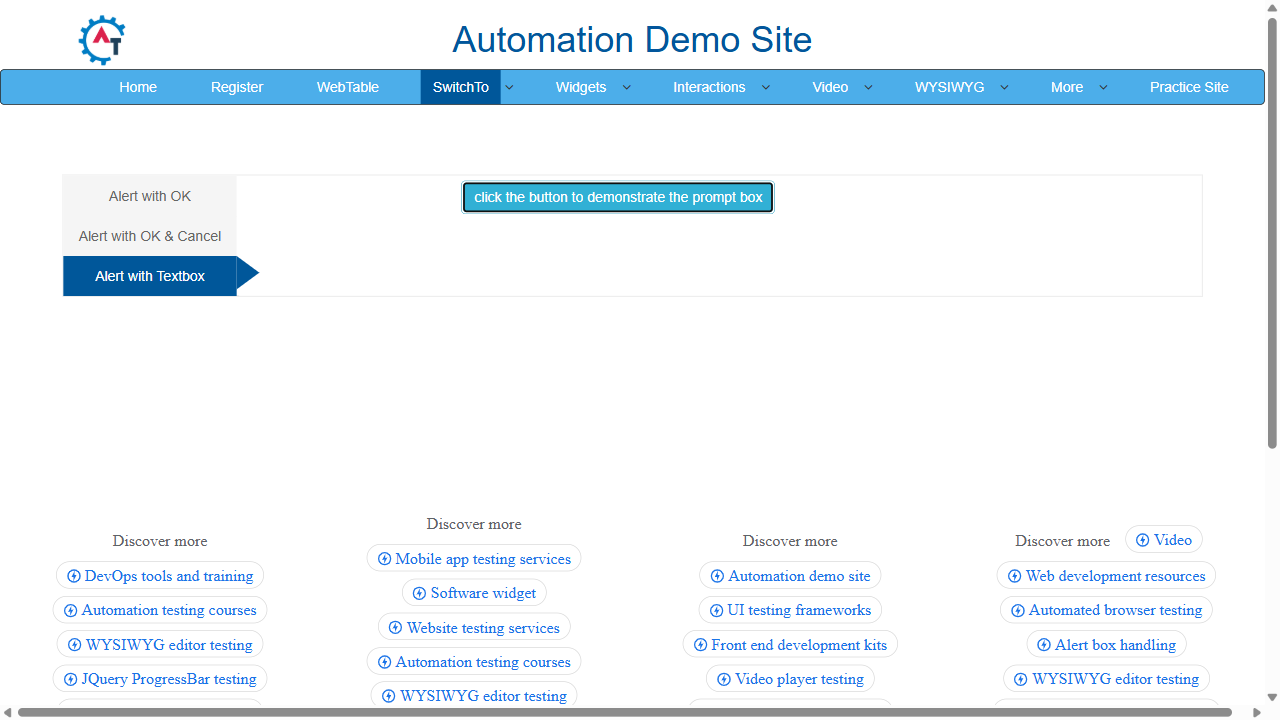 AT
Automation Demo Site
Home Register WebTable SwitchTo Widgets Interactions Video WYSIWYG More Practice Site
Alert with OK
Alert with OK & Cancel
Alert with Textbox
click the button to demonstrate the prompt box
Discover more
DevOps tools and training
Automation testing courses
WYSIWYG editor testing
JQuery ProgressBar testing
Discover more
Mobile app testing services
Software widget
Website testing services
Automation testing courses
WYSIWYG editor testing
Discover more
Automation demo site
UI testing frameworks
Front end development kits
Video player testing
Discover more
Video
Web development resources
Automated browser testing
Alert box handling
WYSIWYG editor testing